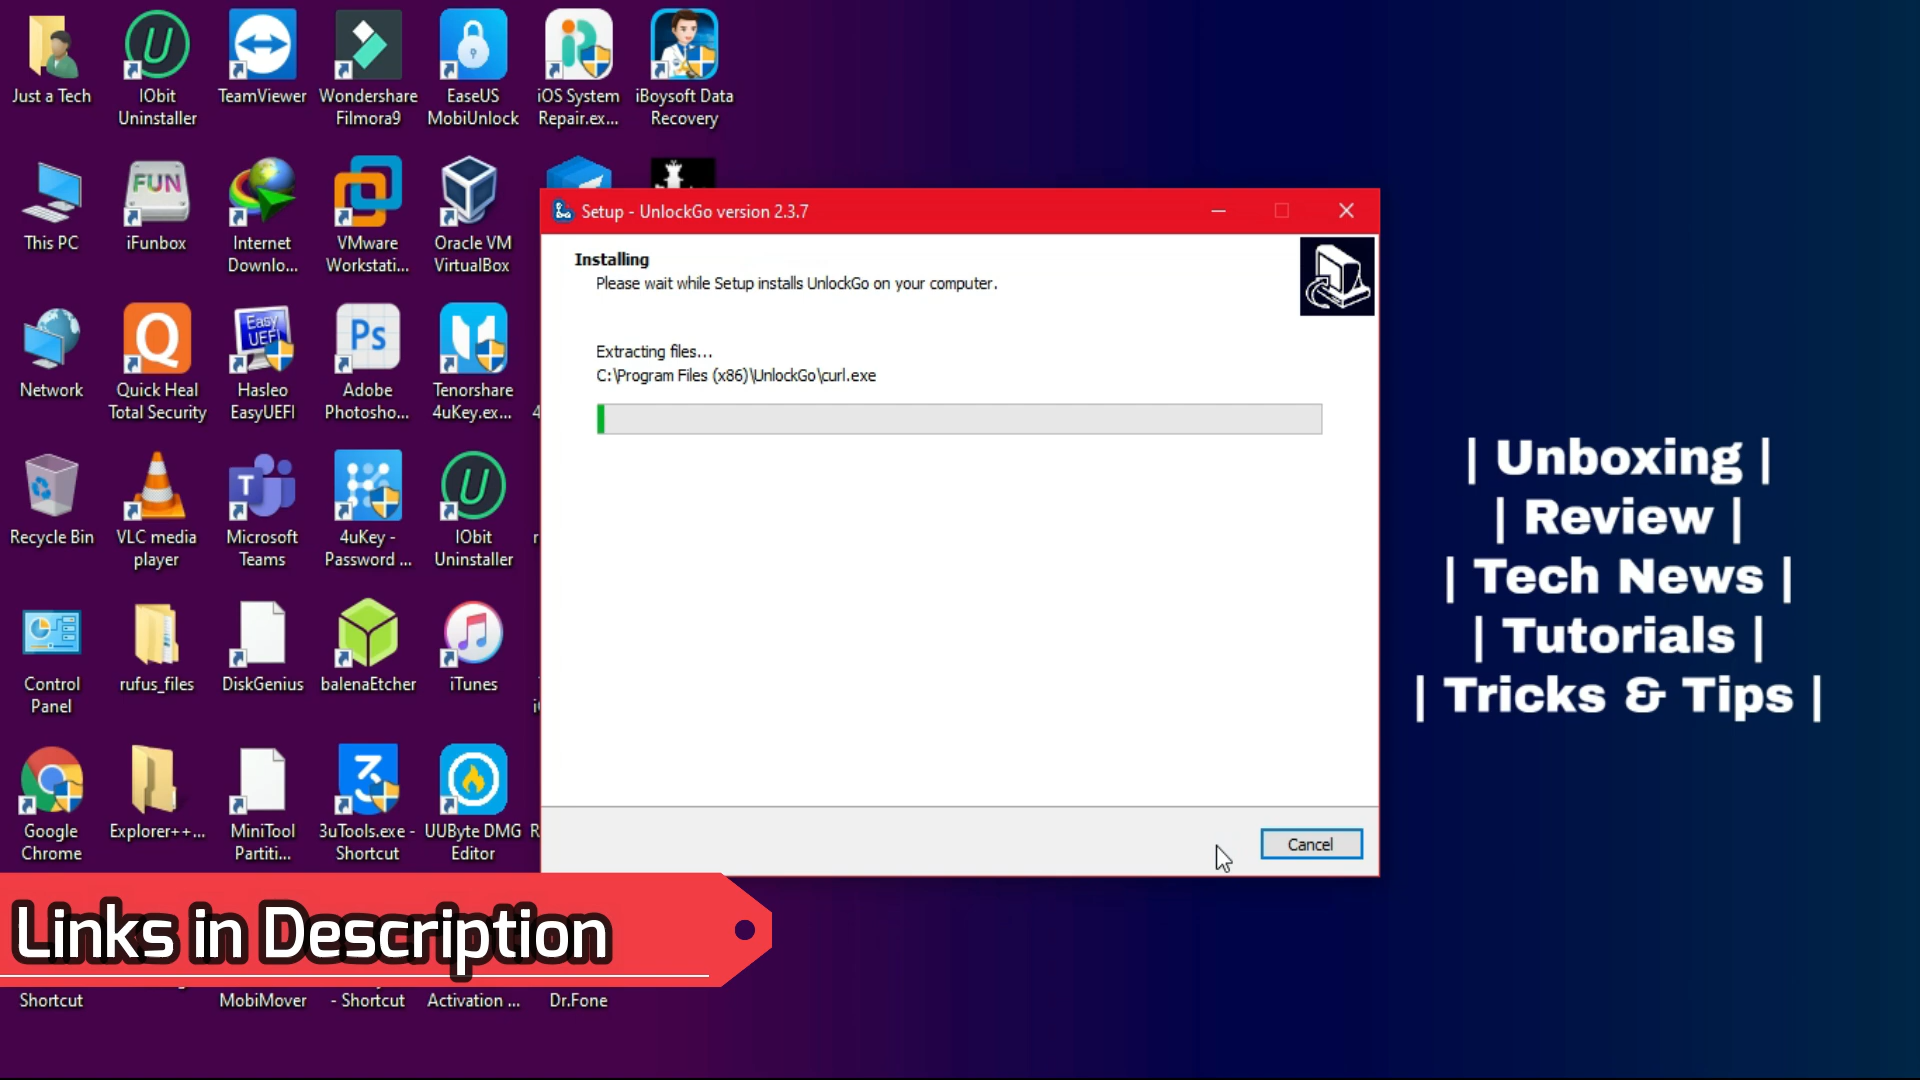 Just a Tech
IObit
Uninstaller
TeamViewer
Wondershare
Filmora9
EaseUS
MobiUnlock
iOS System
Repair.ex...
iBoysoft Data
Recovery
This PC
FUN
iFunbox
Internet
Downlo...
VMware
Workstati...
Oracle VM
VirtualBox
Network
Quick Heal
Total Security
Easy
UEFI
Hasleo
EasyUEFI
Ps
Adobe
Photosho...
Tenorshare
4uKey.ex...
Recycle Bin
VLC media
player
T
Microsoft
Teams
4uKey -
Password ...
IObit
Uninstaller
Control
Panel
rufus_files
DiskGenius
balenaEtcher
iTunes
Google
Chrome
Explorer++...
MiniTool
Partiti...
3uTools.exe -
Shortcut
UUByte DMG
Editor
Setup - UnlockGo version 2.3.7
Installing
Please wait while Setup installs UnlockGo on your computer.
Extracting files...
C:\Program Files (x86)\UnlockGo\curl.exe
Cancel
| Unboxing |
| Review |
| Tech News |
| Tutorials |
| Tricks & Tips |
Links in Description
Shortcut
MobiMover
- Shortcut
Activation ...
Dr.Fone